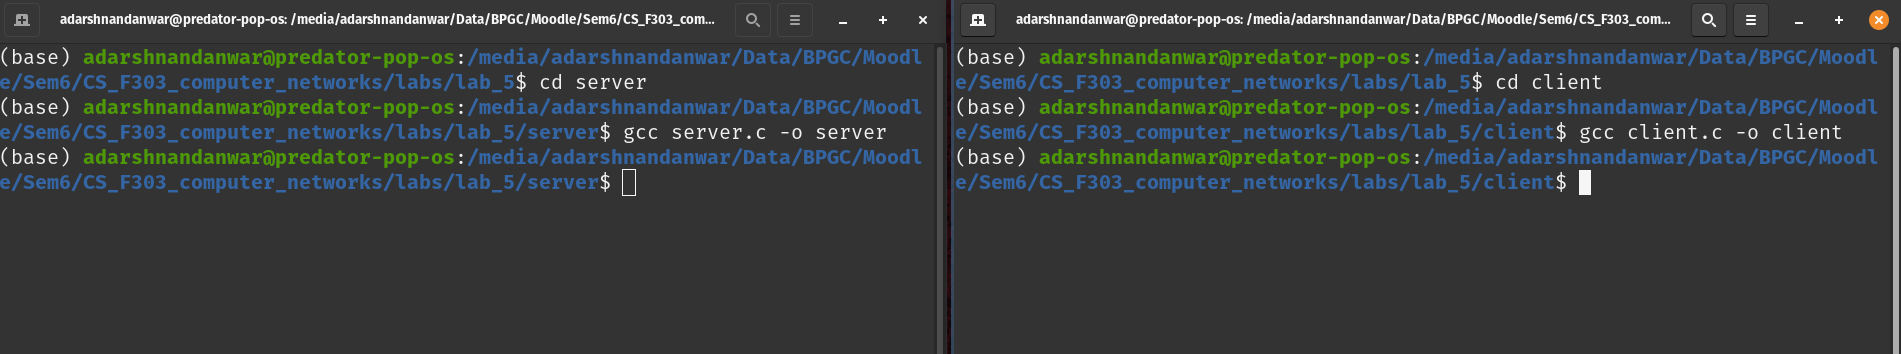 adarshnandanwar@predator-pop-os: /media/adarshnandanwar/Data/BPGC/Moodle/Sem6/CS_F303_com...
(base) adarshnandanwar@predator-pop-os:/media/adarshnandanwar/Data/BPGC/Moodl
e/Sem6/CS_F303_computer_networks/labs/lab_5$ cd server
(base) adarshnandanwar@predator-pop-os:/media/adarshnandanwar/Data/BPGC/Moodl
e/Sem6/CS_F303_computer_networks/labs/lab_5/server$ gcc server.c -o server
(base) adarshnandanwar@predator-pop-os:/media/adarshnandanwar/Data/BPGC/Moodl
e/Sem6/CS_F303_computer_networks/labs/lab_5/server$
adarshnandanwar@predator-pop-os: /media/adarshnandanwar/Data/BPGC/Moodle/Sem6/CS_F303_com...
(base) adarshnandanwar@predator-pop-os:/media/adarshnandanwar/Data/BPGC/Moodl
e/Sem6/CS_F303_computer_networks/labs/lab_5$ cd client
(base) adarshnandanwar@predator-pop-os:/media/adarshnandanwar/Data/BPGC/Moodl
e/Sem6/CS_F303_computer_networks/labs/lab_5/client$ gcc client.c -o client
(base) adarshnandanwar@predator-pop-os:/media/adarshnandanwar/Data/BPGC/Moodl
e/Sem6/CS_F303_computer_networks/labs/lab_5/client$